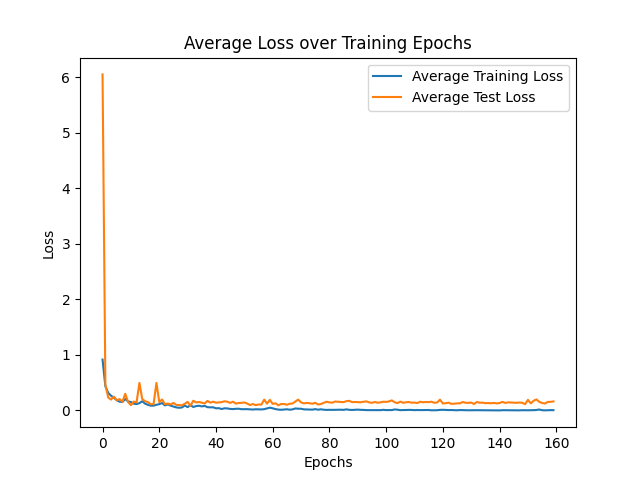 Average Loss over Training Epochs
Average Training Loss
Average Test Loss
Loss
6
5
4
3
2
1
0
0 20 40 60 80 100 120 140 160
Epochs